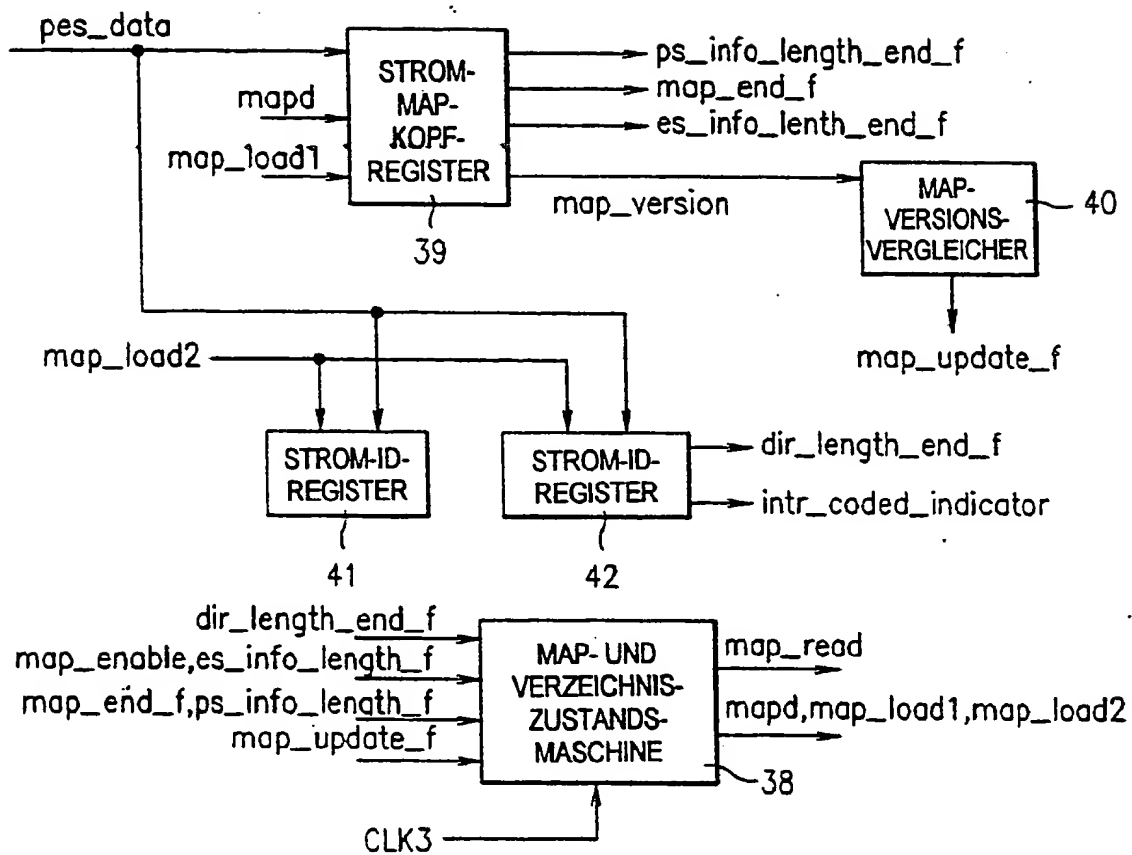 pes_data
mapd
map_load1
STROM-
MAP-
KOPF-
REGISTER
39
ps_info_length_end_f
map_end_f
es_info_lenth_end_f
map_version
MAP-
VERSIONS-
VERGLEICHER
40
map_update_f
map_load2
STROM-ID-
REGISTER
41
STROM-ID-
REGISTER
42
dir_length_end_f
intr_coded_indicator
dir_length_end_f
map_enable,es_info_length_f
map_end_f,ps_info_length_f
map_update_f
MAP- UND
VERZEICHNIS-
ZUSTANDS-
MASCHINE
38
map_read
mapd,map_load1,map_load2
CLK3